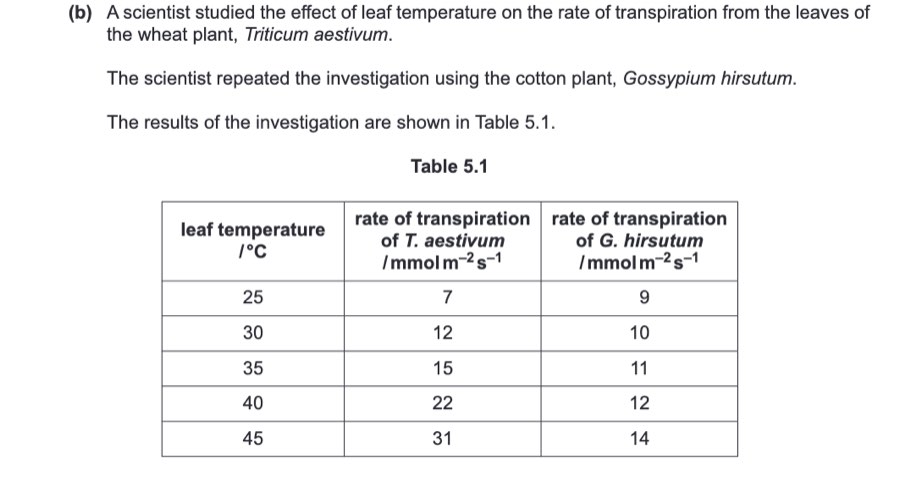 (b) A scientist studied the effect of leaf temperature on the rate of transpiration from the leaves of
the wheat plant, Triticum aestivum.
The scientist repeated the investigation using the cotton plant, Gossypium hirsutum.
The results of the investigation are shown in Table 5.1.
Table 5.1
leaf temperature /°C | rate of transpiration of T. aestivum /mmol m⁻² s⁻¹ | rate of transpiration of G. hirsutum /mmol m⁻² s⁻¹
25 7 9
30 12 10
35 15 11
40 22 12
45 31 14